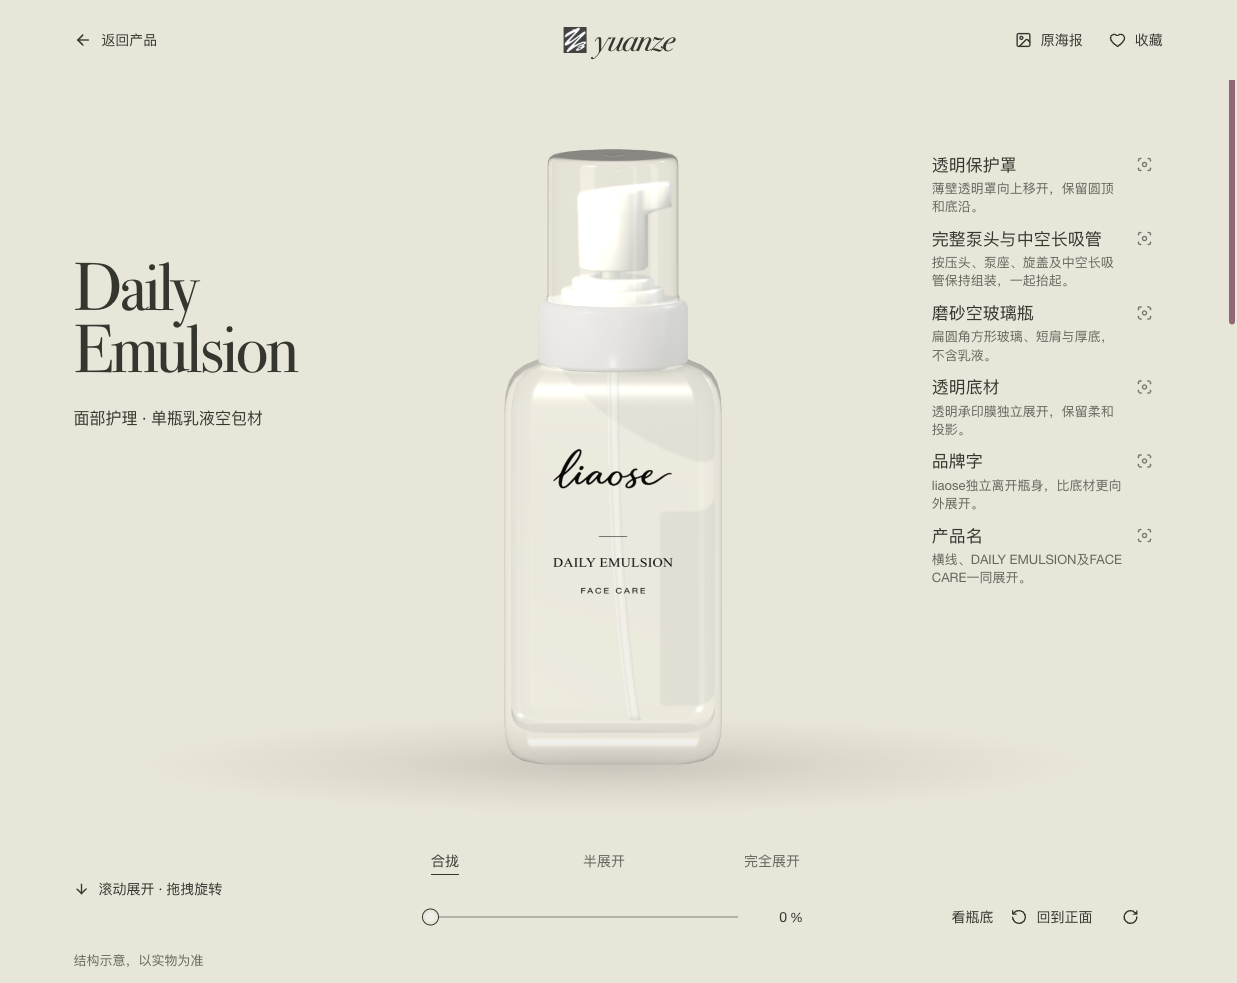 返回产品
yuanze
原海报
收藏
Daily
Emulsion
面部护理 · 单瓶乳液空包材
liaose
DAILY EMULSION
FACE CARE
透明保护罩
薄壁透明罩向上移开，保留圆顶
和底沿。
完整泵头与中空长吸管
按压头、泵座、旋盖及中空长吸
管保持组装，一起抬起。
磨砂空玻璃瓶
扁圆角方形玻璃、短肩与厚底，
不含乳液。
透明底材
透明承印膜独立展开，保留柔和
投影。
品牌字
liaose独立离开瓶身，比底材更向
外展开。
产品名
横线、DAILY EMULSION及FACE
CARE一同展开。
合拢
半展开
完全展开
滚动展开 · 拖拽旋转
0 %
看瓶底
回到正面
结构示意，以实物为准